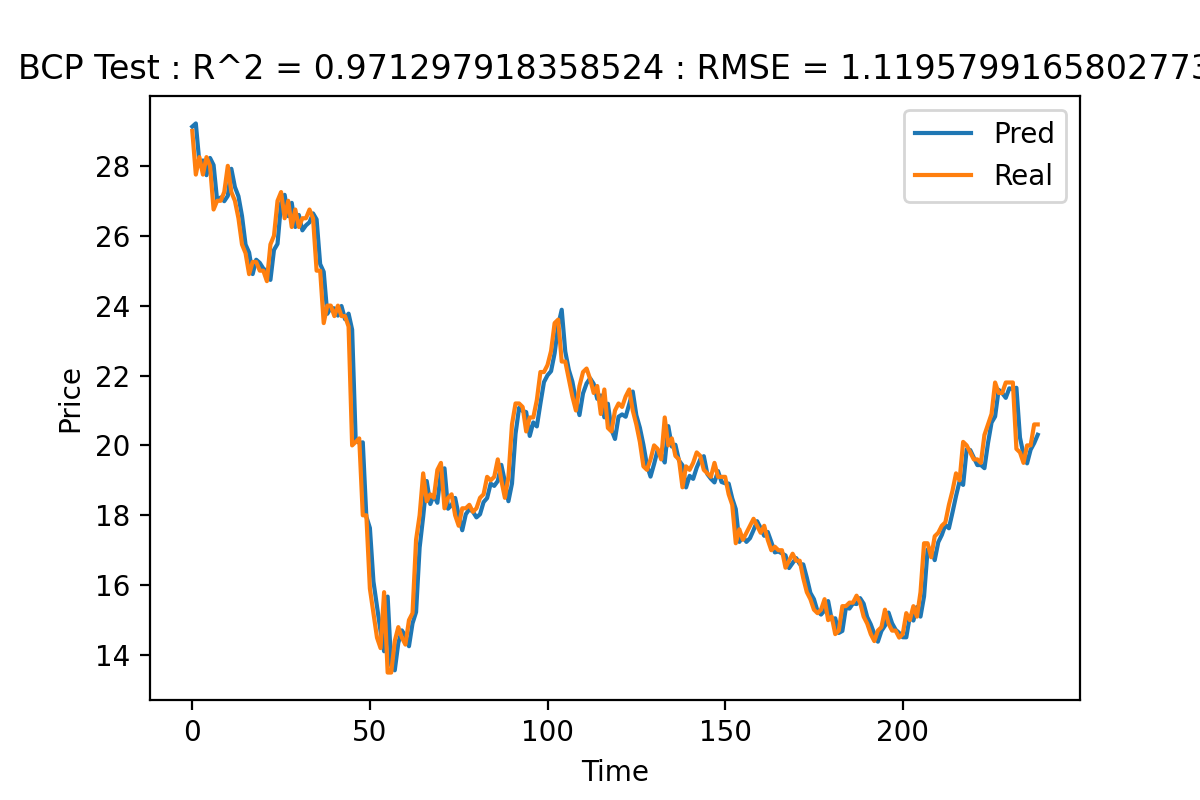 BCP Test : R^2 = 0.971297918358524 : RMSE = 1.1195799165802773
Pred
Real
28
26
24
22
20
18
16
14
Price
0 50 100 150 200
Time